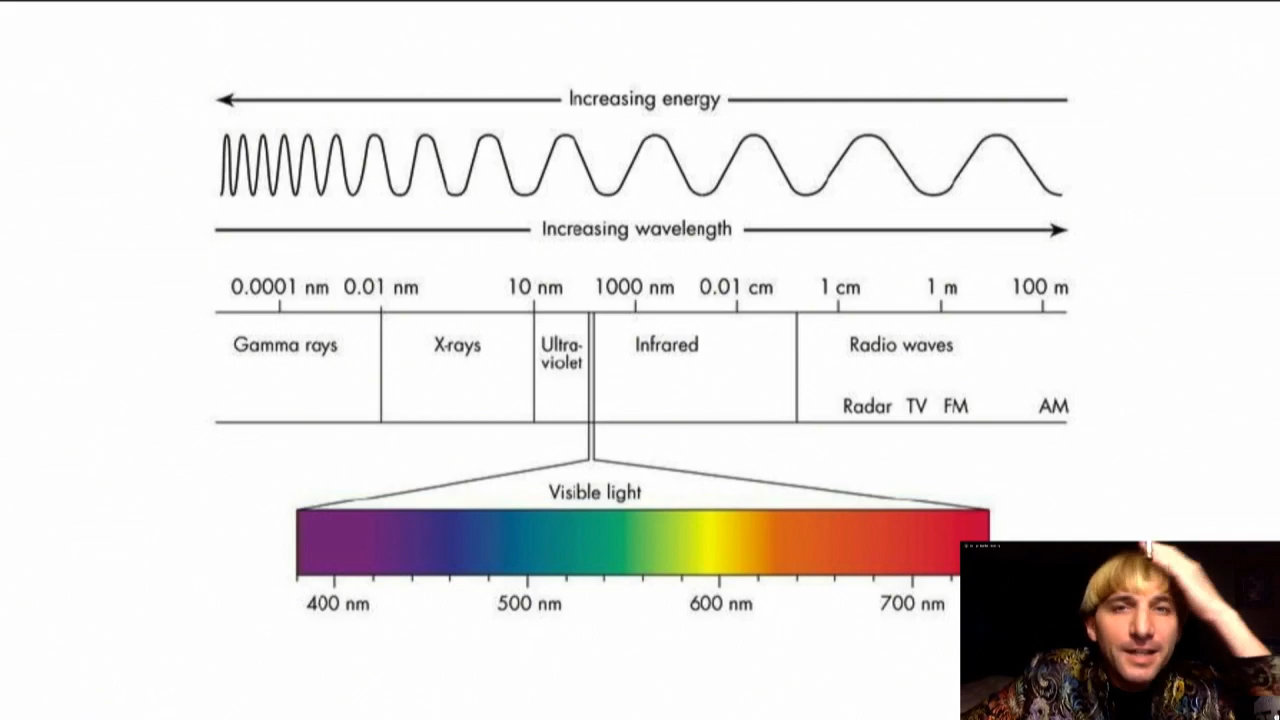 Increasing energy
Increasing wavelength
0.0001 nm 0.01 nm 10 nm 1000 nm 0.01 cm 1 cm 1 m 100 m
Gamma rays X-rays Ultra-
violet Infrared Radio waves
Radar TV FM AM
Visible light
400 nm 500 nm 600 nm 700 nm